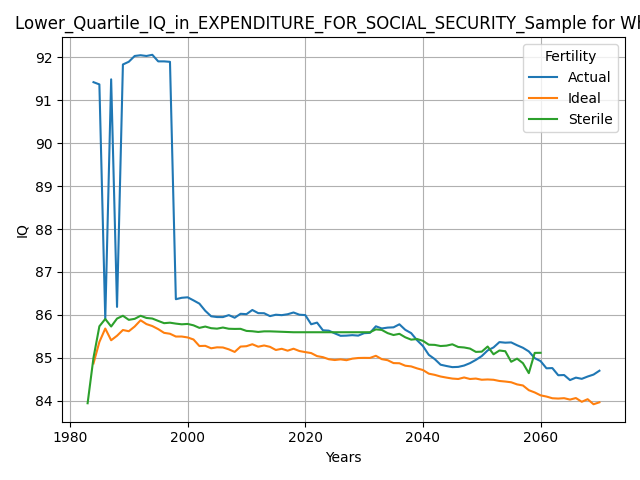 Lower_Quartile_IQ_in_EXPENDITURE_FOR_SOCIAL_SECURITY_Sample for Wh
92
91
90
89
88
87
86
85
84
IQ
Fertility
Actual
Ideal
Sterile
1980
2000
2020
2040
2060
Years